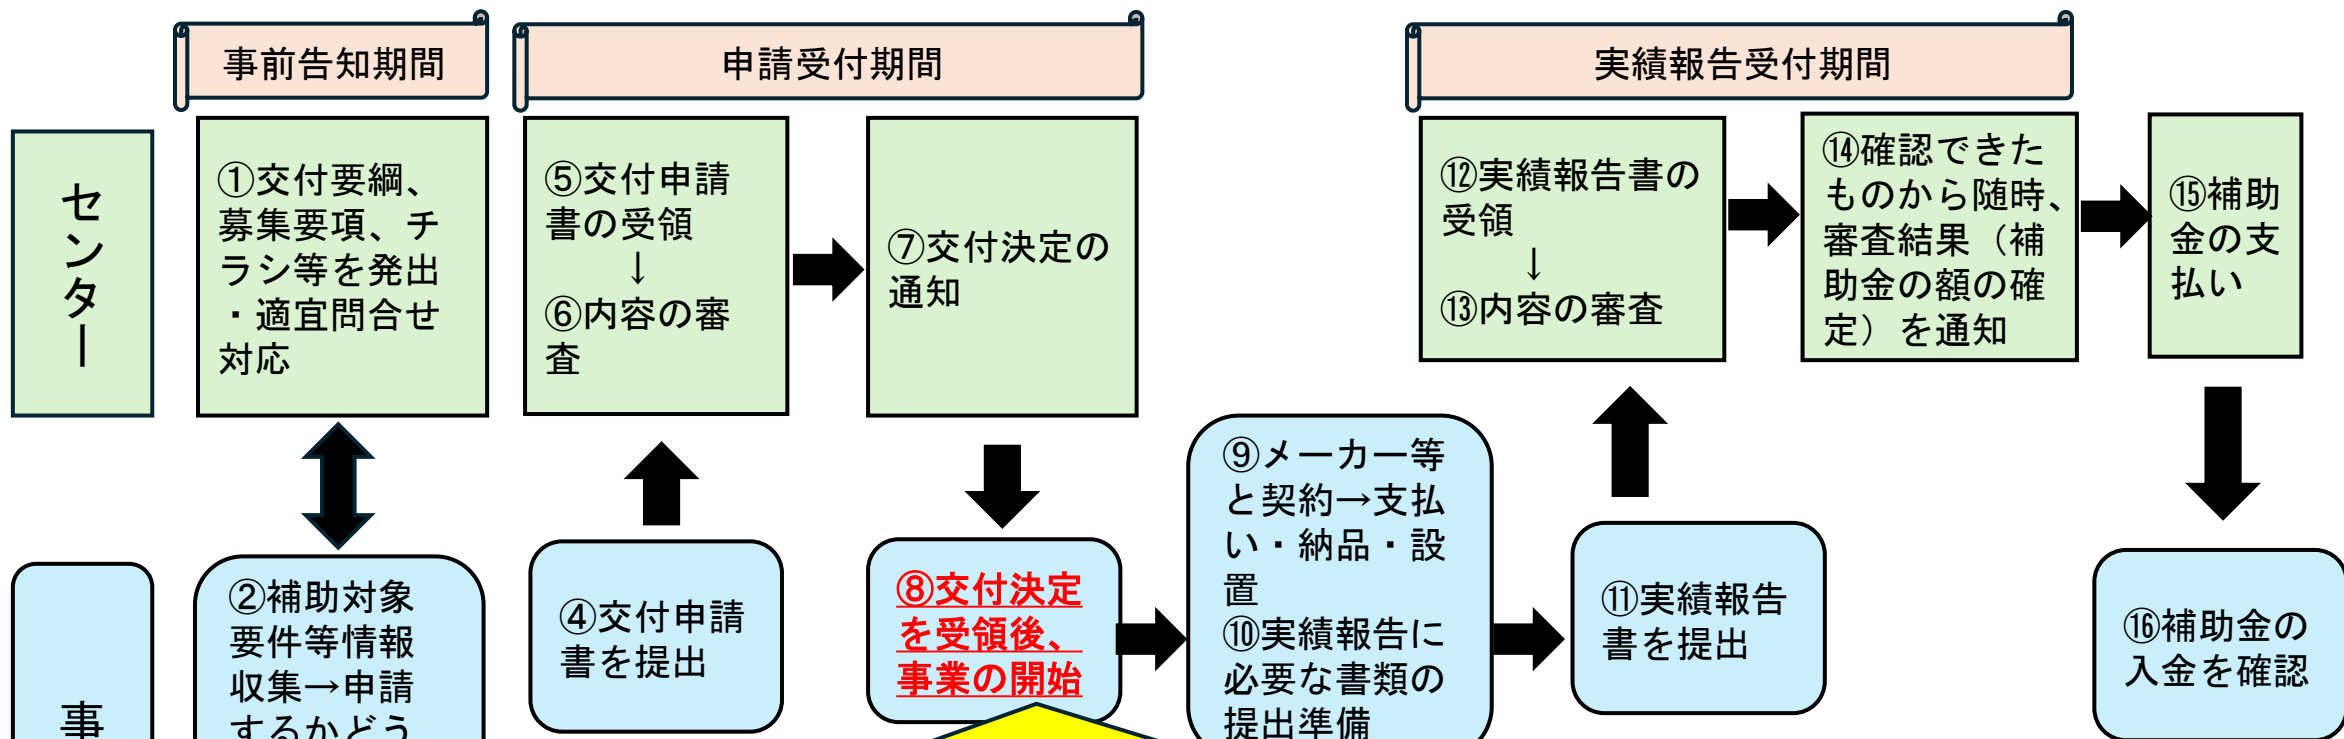 事前告知期間
申請受付期間
実績報告受付期間
センター
①交付要綱、
募集要項、チ
ラシ等を発出
・適宜問合せ
対応
⑤交付申請
書の受領
↓
⑥内容の審
査
⑦交付決定の
通知
⑫実績報告書の
受領
↓
⑬内容の審査
⑭確認できた
ものから随時、
審査結果（補
助金の額の確
定）を通知
⑮補助
金の支
払い
事
②補助対象
要件等情報
収集→申請
するかどう
④交付申請
書を提出
⑧交付決定
を受領後、
事業の開始
⑨メーカー等
と契約→支払
い・納品・設
置
⑩実績報告に
必要な書類の
提出準備
⑪実績報告
書を提出
⑯補助金の
入金を確認